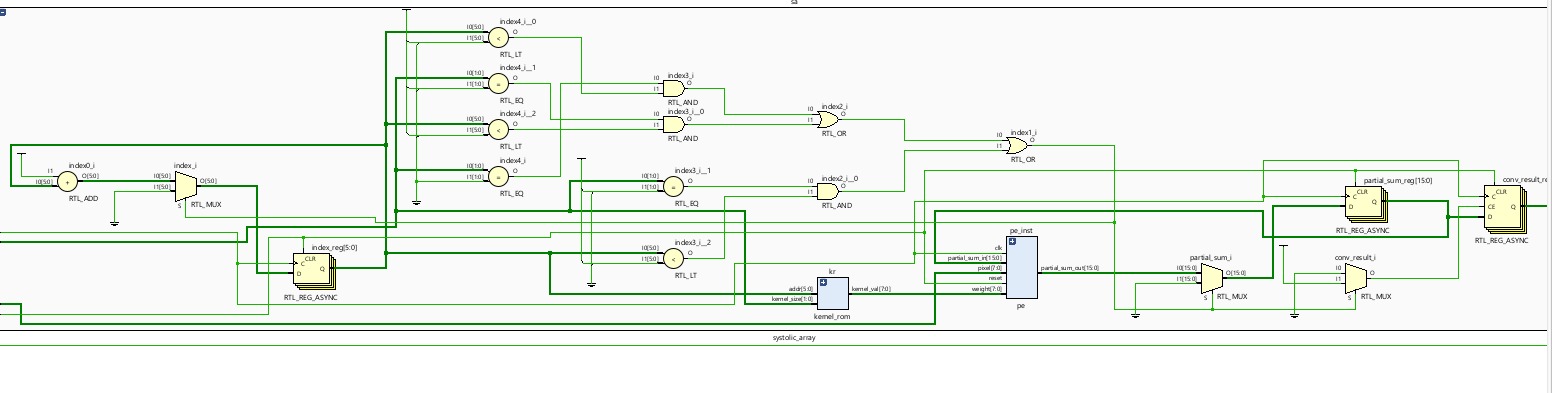 sa
index4_i__0
I0[5:0]
I1[5:0]
O
RTL_LT
index4_i__1
I0[1:0]
I1[1:0]
O
RTL_EQ
index4_i__2
I0[5:0]
I1[5:0]
O
RTL_LT
index4_i
I0[1:0]
I1[1:0]
O
RTL_EQ
index3_i
I0
I1
O
RTL_AND
index3_i__0
I0
I1
O
RTL_AND
index2_i
I0
I1
O
RTL_OR
index1_i
I0
I1
O
RTL_OR
index0_i
I1
I0[5:0]
O[5:0]
RTL_ADD
index_i
I0[5:0]
I1[5:0]
O[5:0]
S
RTL_MUX
index3_i__1
I0[1:0]
I1[1:0]
O
RTL_EQ
index2_i__0
I0
I1
O
RTL_AND
index_reg[5:0]
CLR
C
D
Q
RTL_REG_ASYNC
index3_i__2
I0[5:0]
I1[5:0]
O
RTL_LT
kr
addr[5:0]
kernel_size[1:0]
kernel_val[7:0]
kernel_rom
pe_inst
clk
partial_sum_in[15:0]
pixel[7:0]
reset
weight[7:0]
partial_sum_out[15:0]
pe
partial_sum_i
I0[15:0]
I1[15:0]
O[15:0]
S
RTL_MUX
partial_sum_reg[15:0]
CLR
C
D
Q
RTL_REG_ASYNC
conv_result_i
I0
I1
O
S
RTL_MUX
conv_result_re
CLR
C
CE
D
Q
RTL_REG_ASYNC
systolic_array